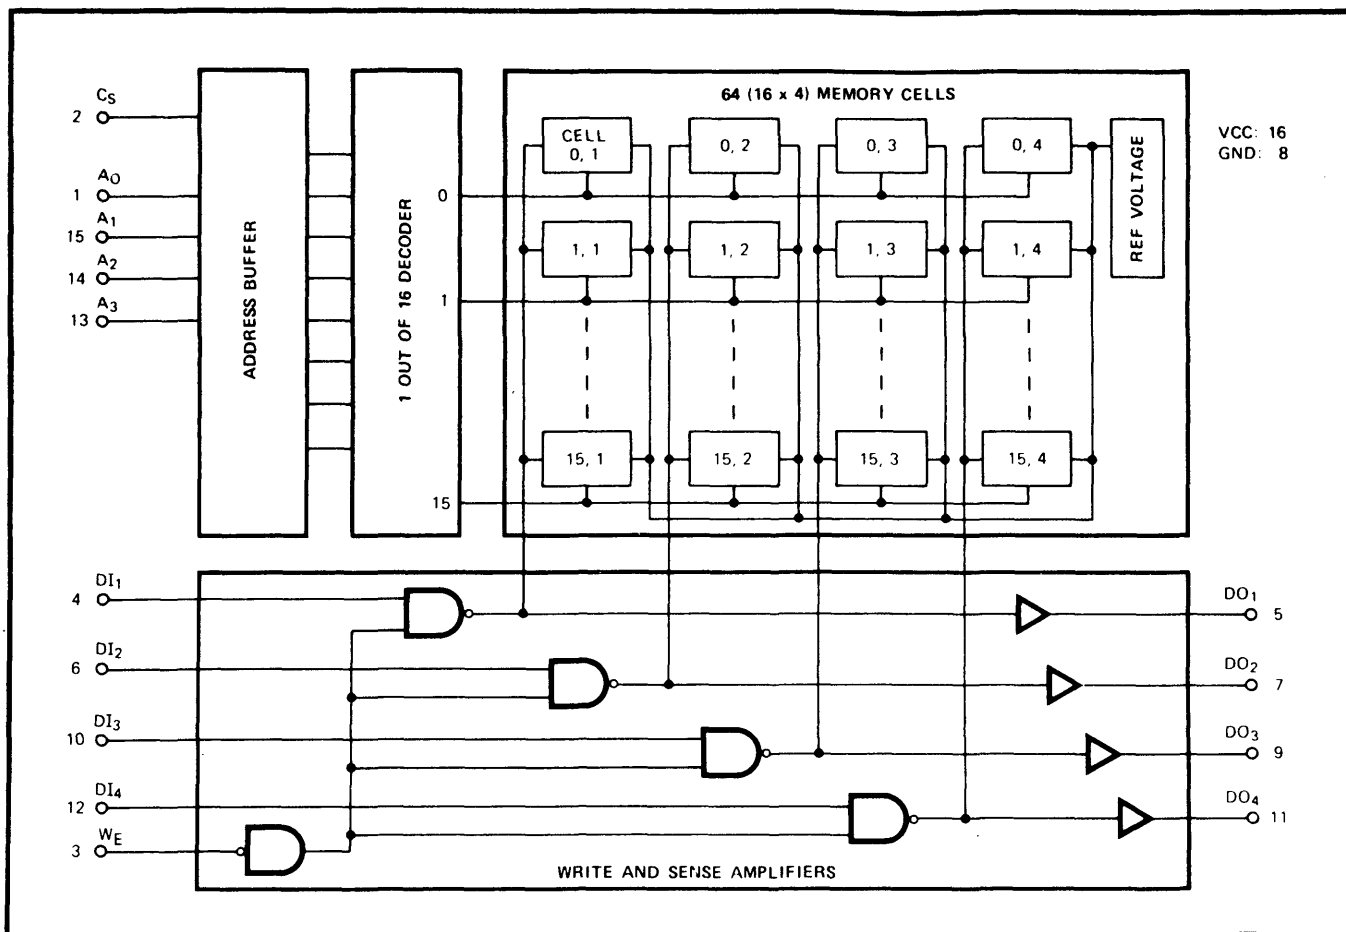 64 (16 x 4) MEMORY CELLS
VCC: 16
GND: 8
CS
2
A0
1
A1
15
A2
14
A3
13
ADDRESS BUFFER
1 OUT OF 16 DECODER
0
1
15
CELL
0, 1
0, 2
0, 3
0, 4
1, 1
1, 2
1, 3
1, 4
15, 1
15, 2
15, 3
15, 4
REF VOLTAGE
DI1
4
DI2
6
DI3
10
DI4
12
WE
3
DO1
5
DO2
7
DO3
9
DO4
11
WRITE AND SENSE AMPLIFIERS